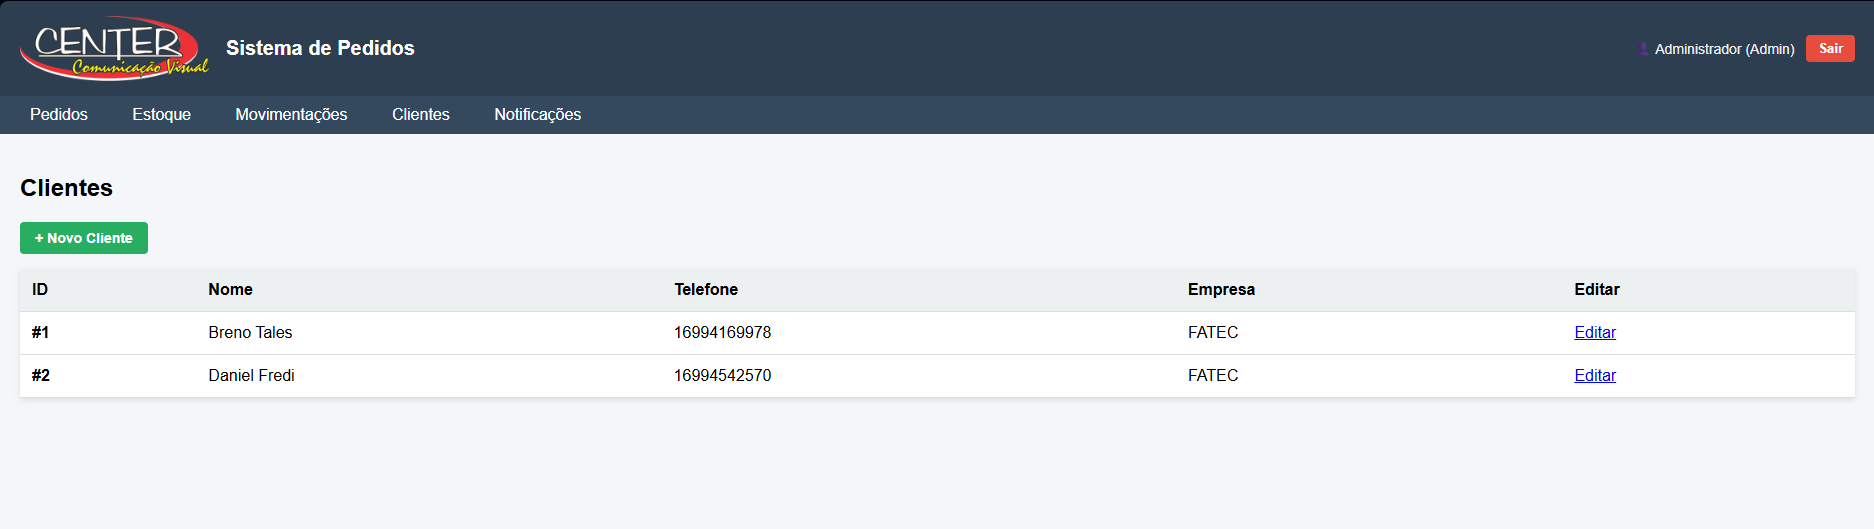 CENTER
Comunicação Visual
Sistema de Pedidos
Administrador (Admin) Sair
Pedidos Estoque Movimentações Clientes Notificações
Clientes
+ Novo Cliente
ID Nome Telefone Empresa Editar
#1 Breno Tales 16994169978 FATEC Editar
#2 Daniel Fredi 16994542570 FATEC Editar